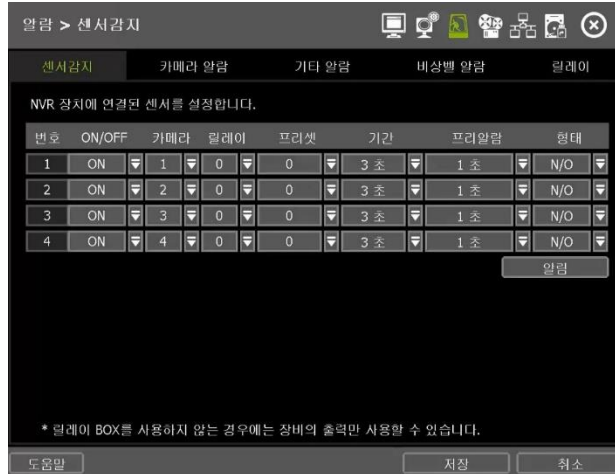 알람 > 센서감지
센서감지 카메라 알람 기타 알람 비상벨 알람 릴레이
NVR 장치에 연결된 센서를 설정합니다.
번호 ON/OFF 카메라 릴레이 프리셋 기간 프리알람 형태
1 ON 1 0 0 3 초 1 초 N/O
2 ON 2 0 0 3 초 1 초 N/O
3 ON 3 0 0 3 초 1 초 N/O
4 ON 4 0 0 3 초 1 초 N/O
알림
* 릴레이 BOX를 사용하지 않는 경우에는 장비의 출력만 사용할 수 있습니다.
도움말 저장 취소